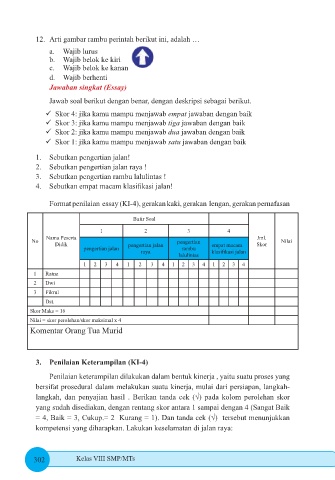 12. Arti gambar rambu perintah berikut ini, adalah …
a. Wajib lurus
b. Wajib belok ke kiri
c. Wajib belok ke kanan
d. Wajib berhenti
Jawaban singkat (Essay)
Jawab soal berikut dengan benar, dengan deskripsi sebagai berikut.
✓ Skor 4: jika kamu mampu menjawab empat jawaban dengan baik
✓ Skor 3: jika kamu mampu menjawab tiga jawaban dengan baik
✓ Skor 2: jika kamu mampu menjawab dua jawaban dengan baik
✓ Skor 1: jika kamu mampu menjawab satu jawaban dengan baik
1. Sebutkan pengertian jalan!
2. Sebutkan pengertian jalan raya !
3. Sebutkan pengertian rambu lalulintas !
4. Sebutkan empat macam klasifikasi jalan!
Format penilaian essay (KI-4), gerakan kaki, gerakan lengan, gerakan pernafasan
No Nama Peserta Didik Butir Soal Jml. Skor Nilai
1 2 3 4
pengertian jalan pengertian jalan raya pengertian rambu lalulintas empat macam klasifikasi jalan
1 2 3 4 1 2 3 4 1 2 3 4 1 2 3 4
1 Ratna
2 Dwi
3 Fikrui
Dst.
Skor Maks = 16
Nilai = skor perolehan/skor maksimal x 4
Komentar Orang Tua Murid
3. Penilaian Keterampilan (KI-4)
Penilaian keterampilan dilakukan dalam bentuk kinerja , yaitu suatu proses yang
bersifat prosedural dalam melakukan suatu kinerja, mulai dari persiapan, langkah-
langkah, dan penyajian hasil . Berikan tanda cek (√) pada kolom perolehan skor
yang sudah disediakan, dengan rentang skor antara 1 sampai dengan 4 (Sangat Baik
= 4, Baik = 3, Cukup.= 2 Kurang = 1). Dan tanda cek (√) tersebut menunjukkan
kompetensi yang diharapkan. Lakukan keselamatan di jalan raya:
302 Kelas VIII SMP/MTs